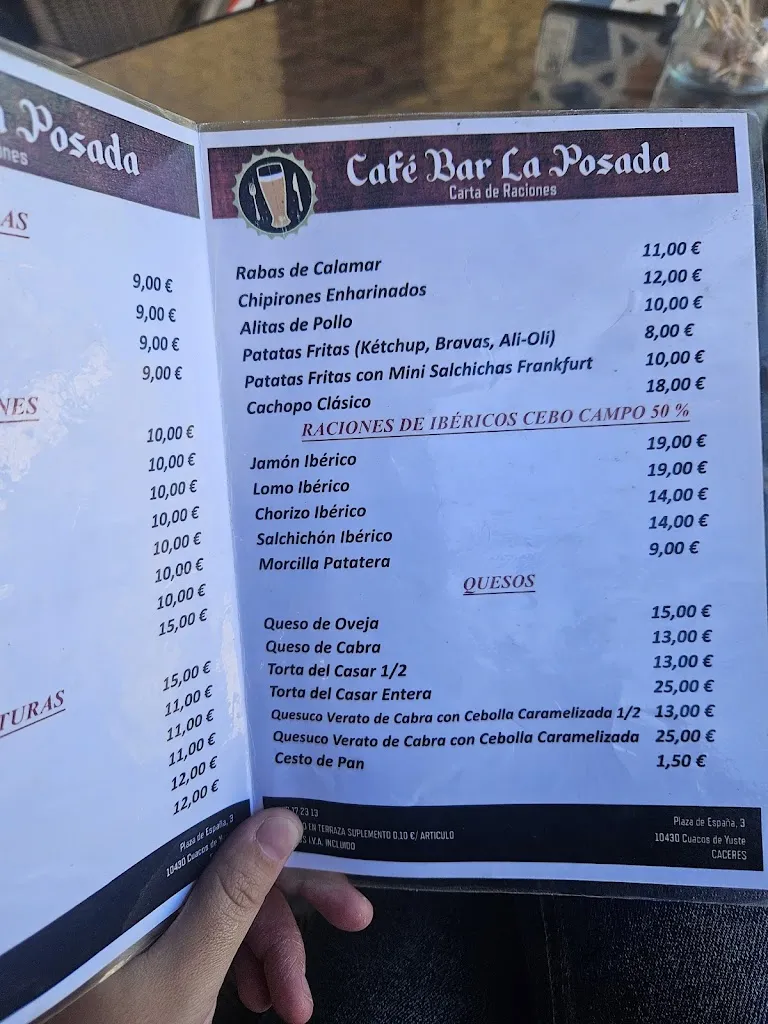 Posada
AS
9,00 €
9,00 €
9,00 €
9,00 €
NES
10,00 €
10,00 €
10,00 €
10,00 €
10,00 €
10,00 €
10,00 €
15,00 €
15,00 €
11,00 €
TURAS
11,00 €
11,00 €
12,00 €
12,00 €
Plaza de España, 3
10430 Cuacos de Y
Café Bar La Posada
Carta de Raciones
Rabas de Calamar 11,00 €
Chipirones Enharinados 12,00 €
Alitas de Pollo 10,00 €
Patatas Fritas (Kétchup, Bravas, Ali-Oli) 8,00 €
Patatas Fritas con Mini Salchichas Frankfurt 10,00 €
Cachopo Clásico 18,00 €
RACIONES DE IBÉRICOS CEBO CAMPO 50 %
Jamón Ibérico 19,00 €
Lomo Ibérico 19,00 €
Chorizo Ibérico 14,00 €
Salchichón Ibérico 14,00 €
Morcilla Patatera 9,00 €
QUESOS
Queso de Oveja 15,00 €
Queso de Cabra 13,00 €
Torta del Casar 1/2 13,00 €
Torta del Casar Entera 25,00 €
Quesuco Verato de Cabra con Cebolla Caramelizada 1/2 13,00 €
Quesuco Verato de Cabra con Cebolla Caramelizada 25,00 €
Cesto de Pan 1,50 €
23 13
EN TERRAZA SUPLEMENTO 0.10 €/ ARTICULO
I.V.A. INCLUIDO
Plaza de España, 3
10430 Cuacos de Yuste
CACERES